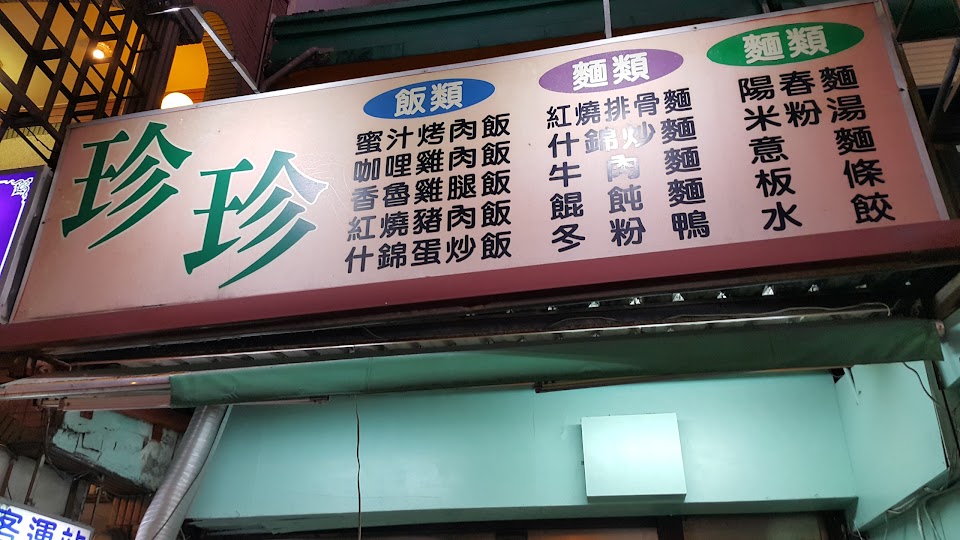 珍珍
飯類
蜜汁烤肉飯
咖哩雞肉飯
香魯雞腿飯
紅燒豬肉飯
什錦蛋炒飯
麵類
紅燒排骨麵
什錦炒麵
牛肉麵
餛飩麵
冬粉鴨
麵類
陽春麵
米粉湯
意麵
板條
水餃
客運站